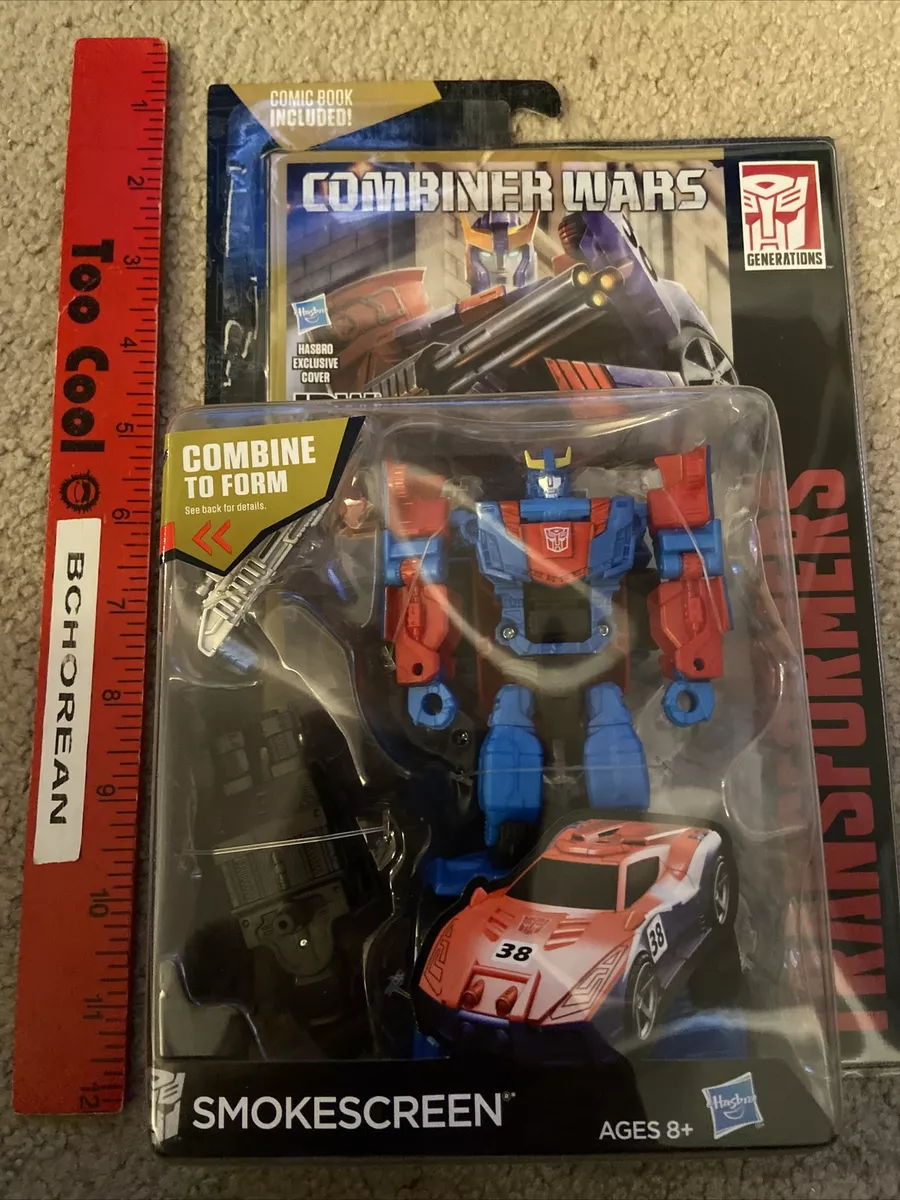 1
2
3
4
5
6
7
8
9
10
11
12
Too Cool
BCHOREAN
COMIC BOOK
INCLUDED!
COMBINER WARS
GENERATIONS
Hasbro
HASBRO
EXCLUSIVE
COVER
COMBINE
TO FORM
See back for details.
TRANSFORMERS
38
38
SMOKESCREEN
AGES 8+
Hasbro